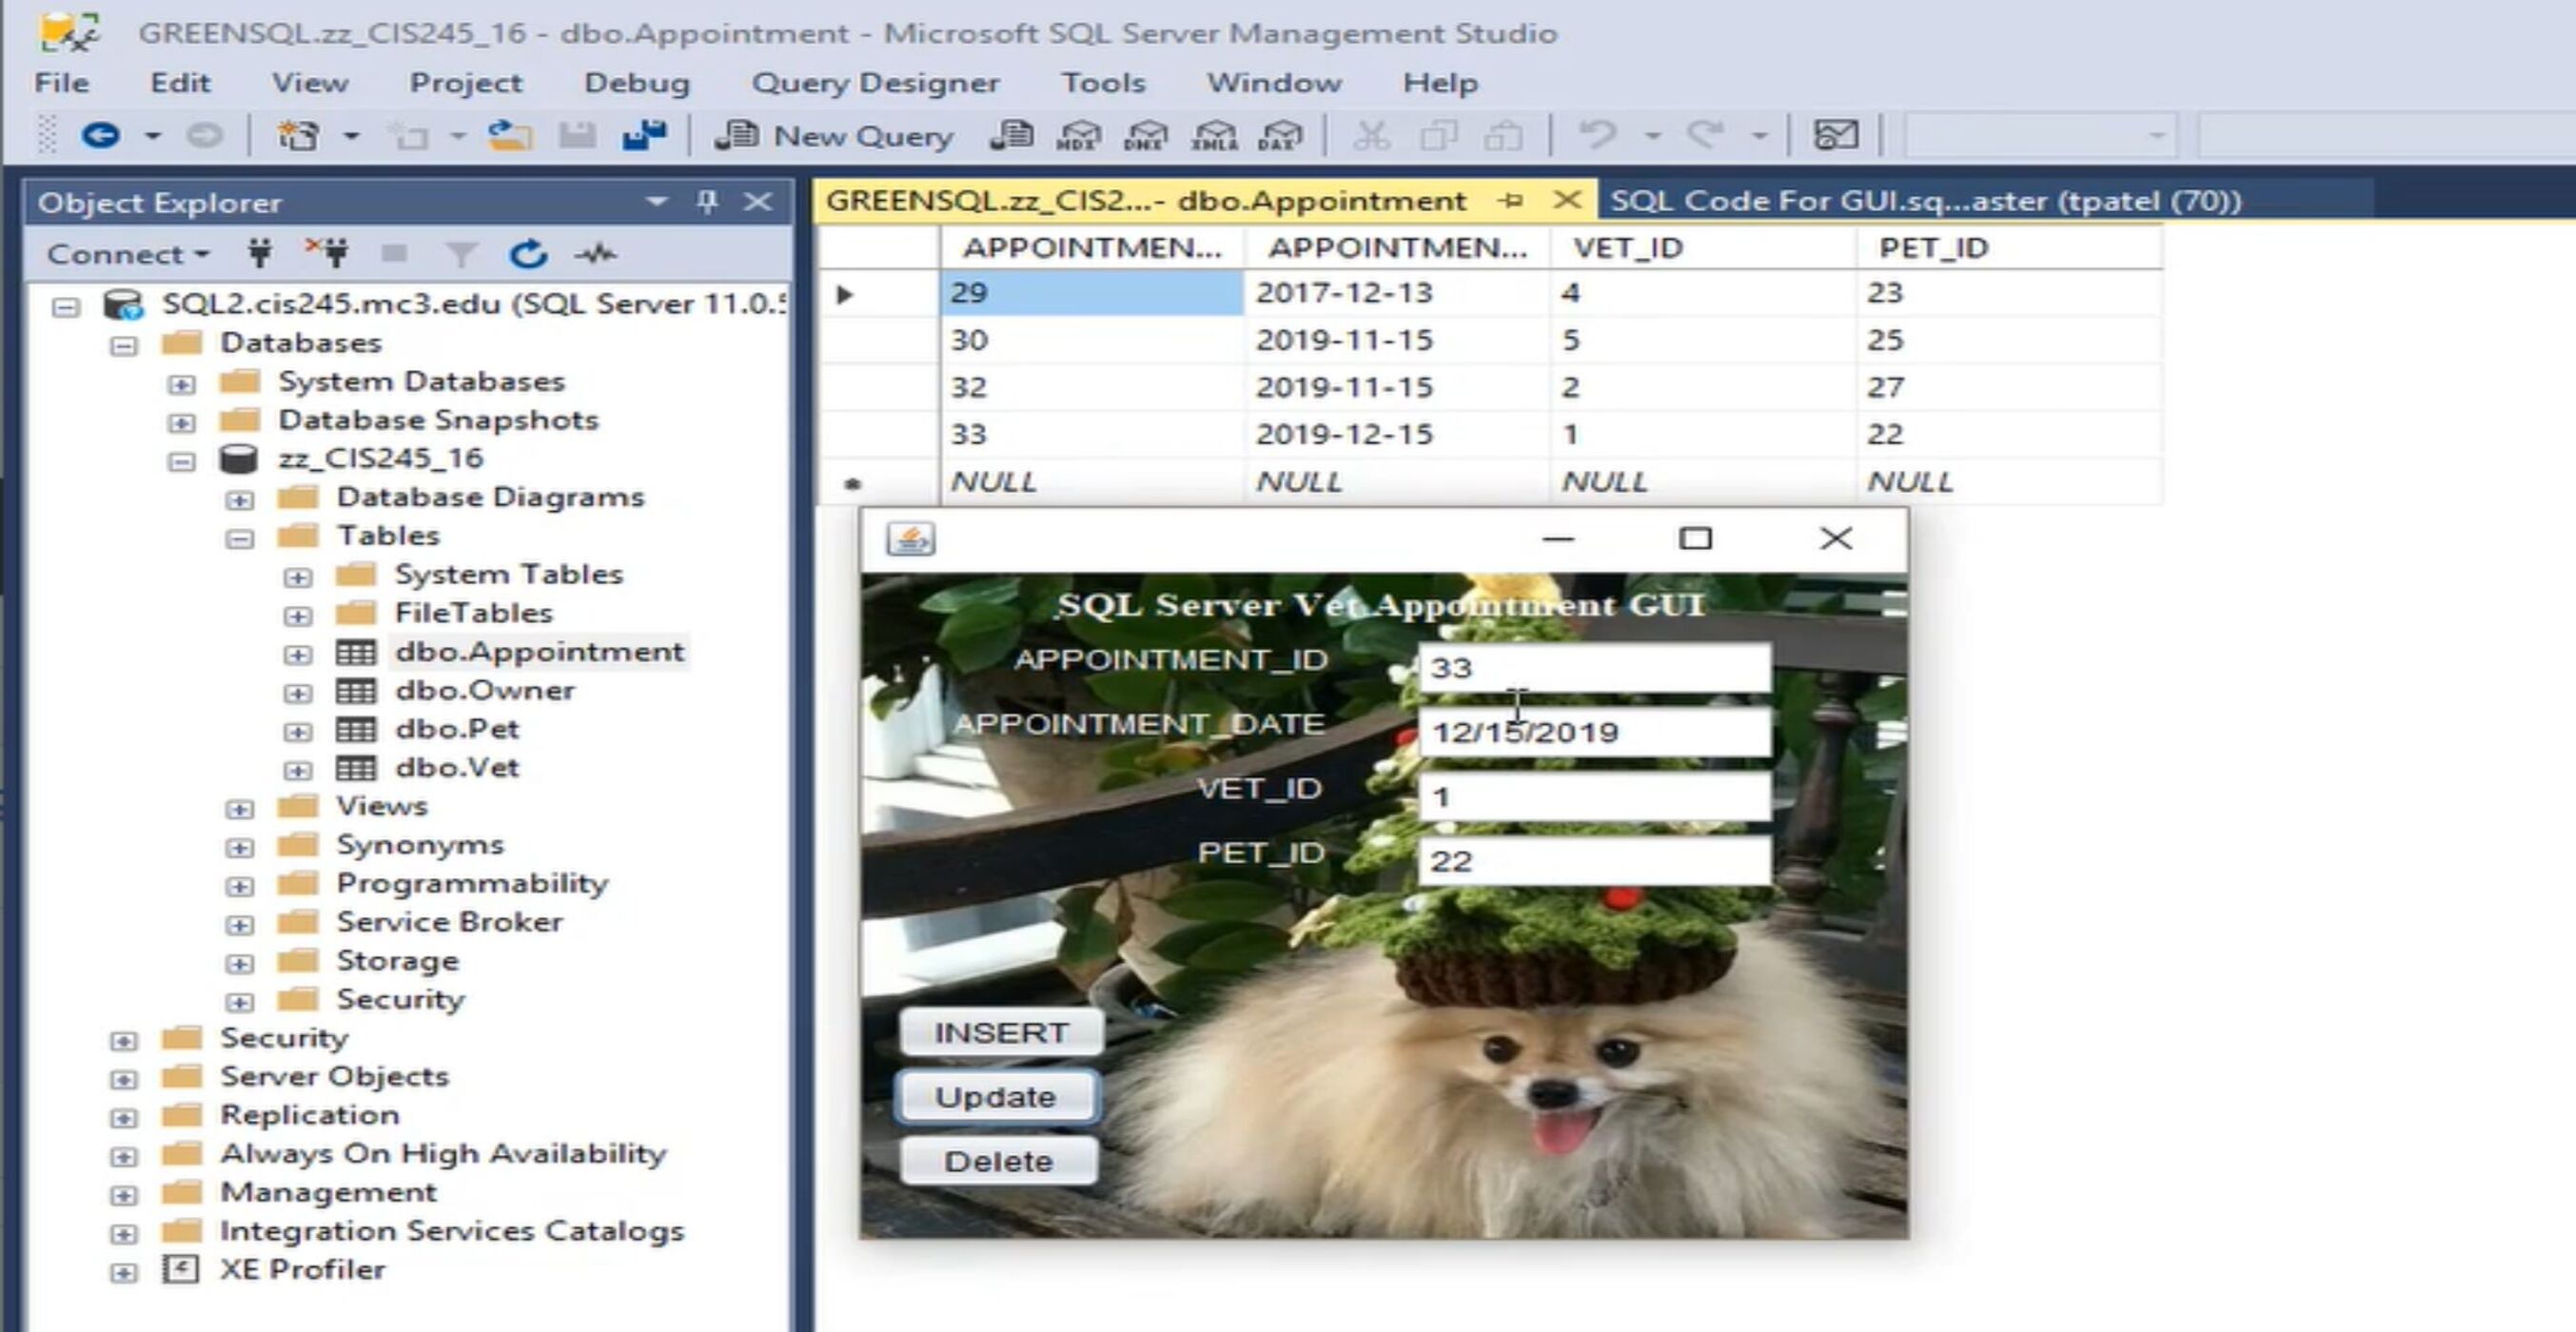 GREENSQL.zz_CIS245_16 - dbo.Appointment - Microsoft SQL Server Management Studio
File Edit View Project Debug Query Designer Tools Window Help
New Query MDX DMX XMLA DAX
Object Explorer
Connect
SQL2.cis245.mc3.edu (SQL Server 11.0.
Databases
System Databases
Database Snapshots
zz_CIS245_16
Database Diagrams
Tables
System Tables
FileTables
dbo.Appointment
dbo.Owner
dbo.Pet
dbo.Vet
Views
Synonyms
Programmability
Service Broker
Storage
Security
Security
Server Objects
Replication
Always On High Availability
Management
Integration Services Catalogs
XE Profiler
GREENSQL.zz_CIS2...- dbo.Appointment SQL Code For GUI.sq...aster (tpatel (70))
APPOINTMEN... APPOINTMEN... VET_ID PET_ID
29 2017-12-13 4 23
30 2019-11-15 5 25
32 2019-11-15 2 27
33 2019-12-15 1 22
NULL NULL NULL NULL
SQL Server Vet Appointment GUI
APPOINTMENT_ID 33
APPOINTMENT_DATE 12/15/2019
VET_ID 1
PET_ID 22
INSERT
Update
Delete